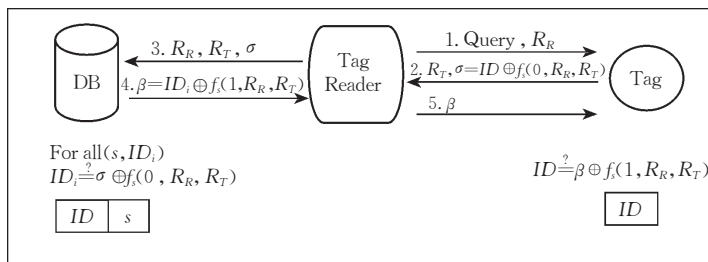 3. R_R, R_T, σ
1. Query, R_R
2. R_T, σ=ID⊕f_s(0, R_R, R_T)
DB
Tag
Reader
Tag
4. β=ID_i⊕f_s(1, R_R, R_T)
5. β
For all(s, ID_i)
ID_i≟σ⊕f_s(0, R_R, R_T)
ID≟β⊕f_s(1, R_R, R_T)
ID s
ID